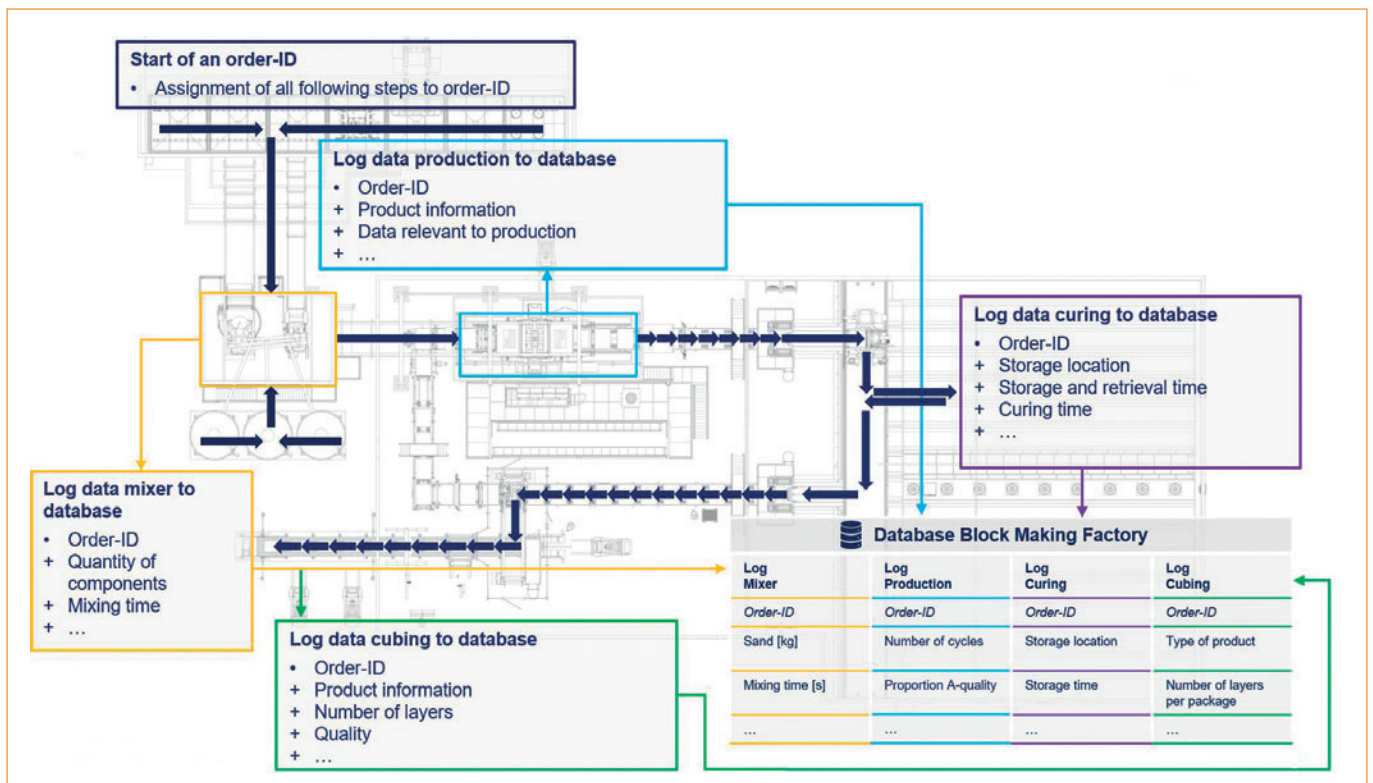 Start of an order-ID
• Assignment of all following steps to order-ID
Log data production to database
• Order-ID
+ Product information
+ Data relevant to production
+ ...
Log data curing to database
• Order-ID
+ Storage location
+ Storage and retrieval time
+ Curing time
+ ...
Log data mixer to
database
• Order-ID
+ Quantity of
components
+ Mixing time
+ ...
Log data cubing to database
• Order-ID
+ Product information
+ Number of layers
+ Quality
+ ...
Database Block Making Factory
Log
Mixer
Log
Production
Log
Curing
Log
Cubing
Order-ID
Order-ID
Order-ID
Order-ID
Sand [kg]
Number of cycles
Storage location
Type of product
Mixing time [s]
Proportion A-quality
Storage time
Number of layers
per package
...
...
...
...